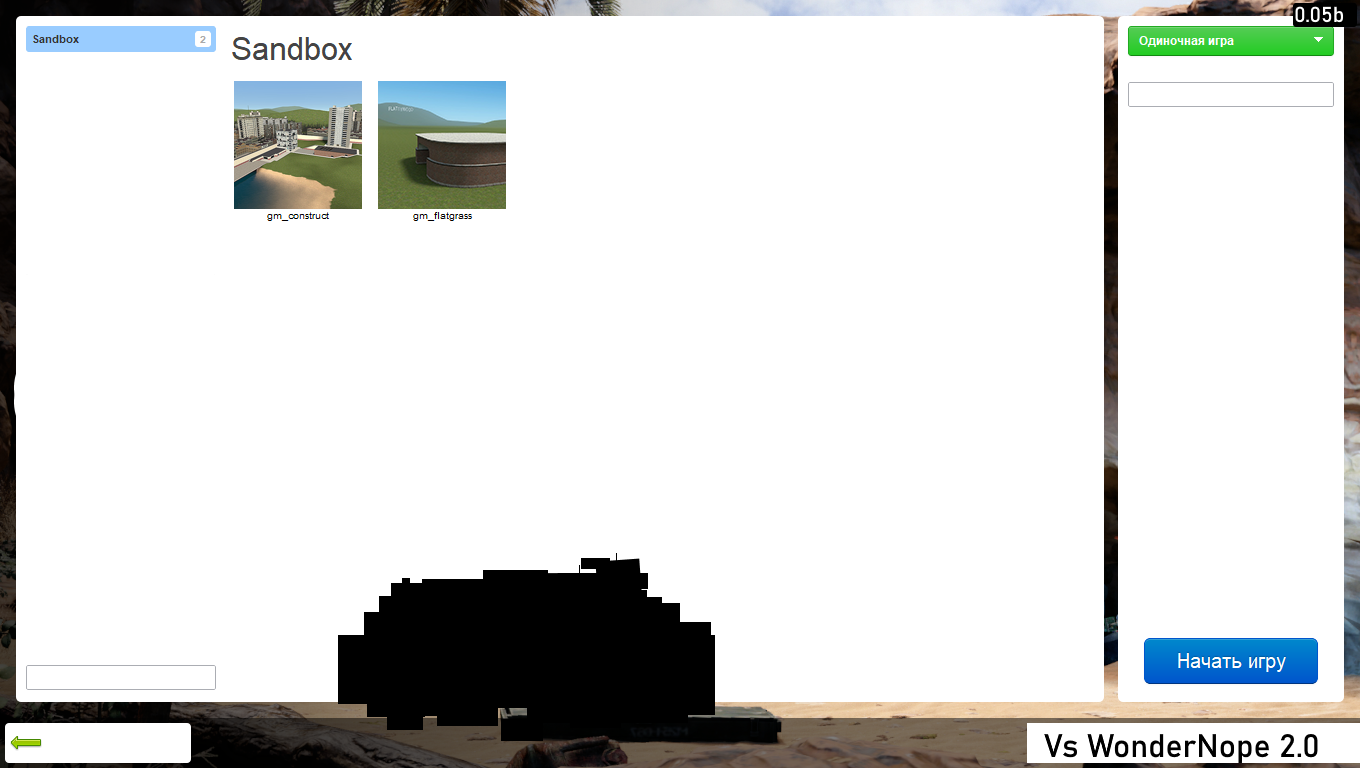 0.05b
Sandbox 2
Sandbox
Одиночная игра
gm_construct
gm_flatgrass
Начать игру
Vs WonderNope 2.0